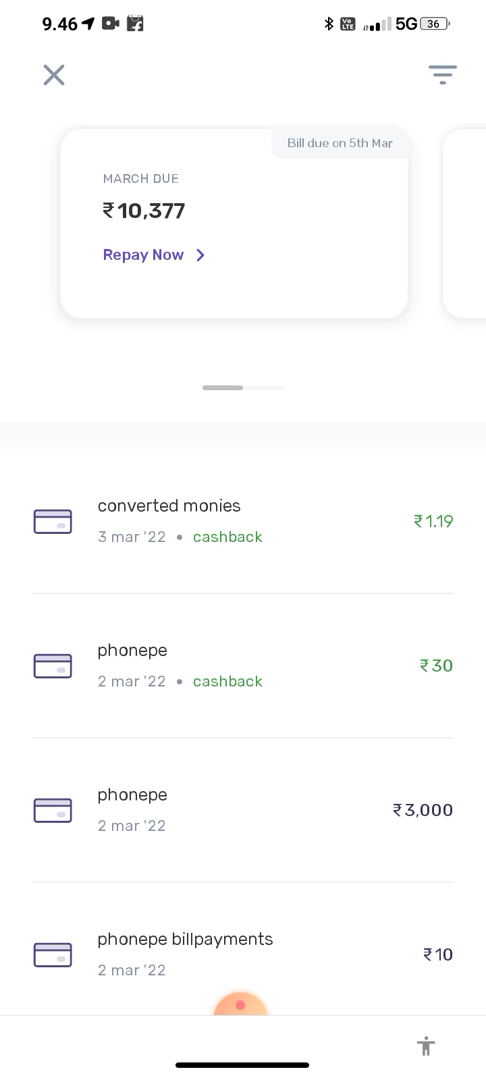 9.46 5G 36
Bill due on 5th Mar
MARCH DUE
₹10,377
Repay Now
converted monies
3 mar '22 • cashback
₹1.19
phonepe
2 mar '22 • cashback
₹30
phonepe
2 mar '22
₹3,000
phonepe billpayments
2 mar '22
₹10